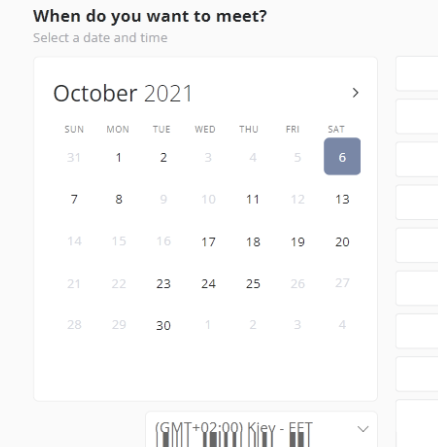 When do you want to meet?
Select a date and time
October 2021
SUN MON TUE WED THU FRI SAT
31 1 2 3 4 5 6
7 8 9 10 11 12 13
14 15 16 17 18 19 20
21 22 23 24 25 26 27
28 29 30 1 2 3 4
(GMT+02:00) Kiev - EET